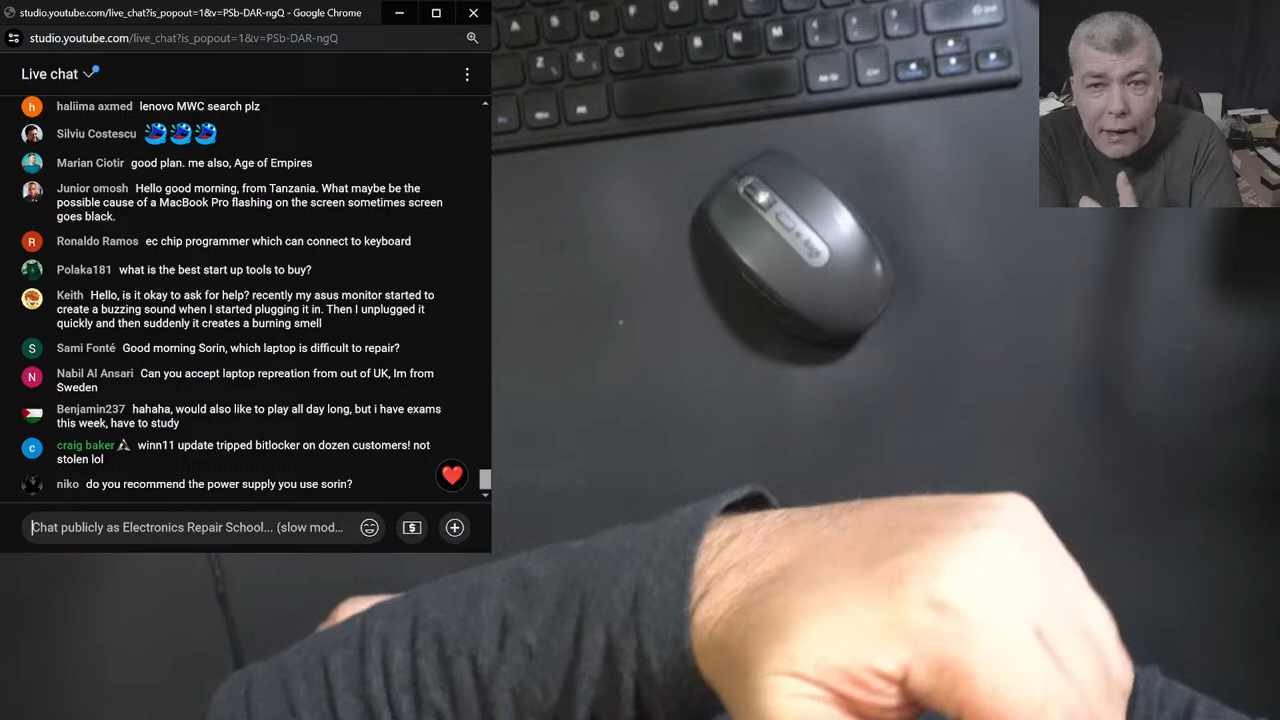 studio.youtube.com/live_chat?is_popout=1&v=PSb-DAR-ngQ - Google Chrome
studio.youtube.com/live_chat?is_popout=1&v=PSb-DAR-ngQ
Live chat
h haliima axmed lenovo MWC search plz
Silviu Costescu
Marian Ciotir good plan. me also, Age of Empires
Junior omosh Hello good morning, from Tanzania. What maybe be the
possible cause of a MacBook Pro flashing on the screen sometimes screen
goes black.
R Ronaldo Ramos ec chip programmer which can connect to keyboard
Polaka181 what is the best start up tools to buy?
Keith Hello, is it okay to ask for help? recently my asus monitor started to
create a buzzing sound when I started plugging it in. Then I unplugged it
quickly and then suddenly it creates a burning smell
S Sami Fonté Good morning Sorin, which laptop is difficult to repair?
N Nabil Al Ansari Can you accept laptop repreation from out of UK, Im from
Sweden
Benjamin237 hahaha, would also like to play all day long, but i have exams
this week, have to study
c craig baker winn11 update tripped bitlocker on dozen customers! not
stolen lol
niko do you recommend the power supply you use sorin?
Chat publicly as Electronics Repair School... (slow mod...
A S D F G H J K L
Z X C V B N M
Alt Gr Ctrl
logi